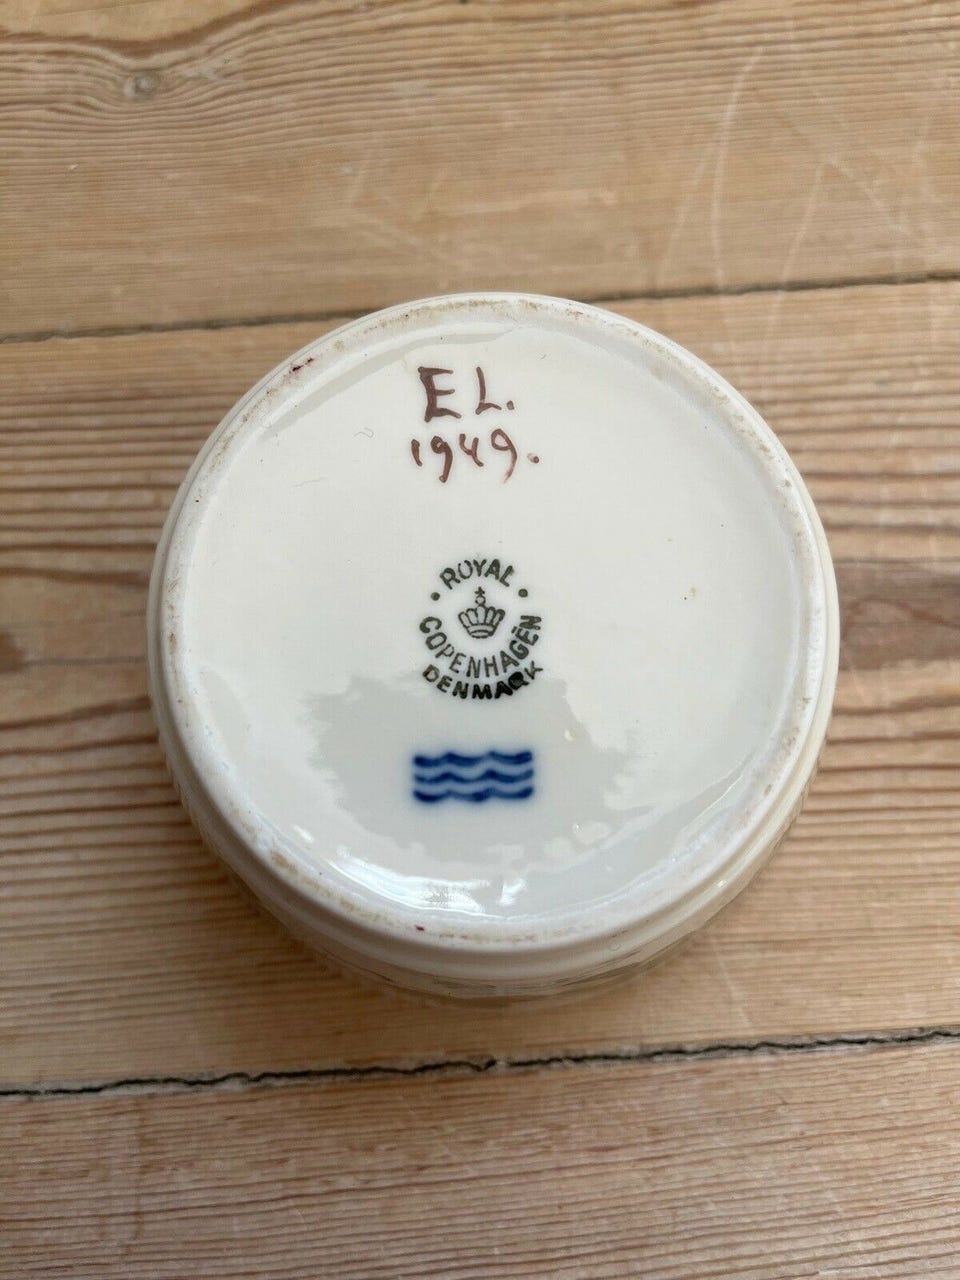 EL.
1949.
ROYAL
COPENHAGEN
DENMARK